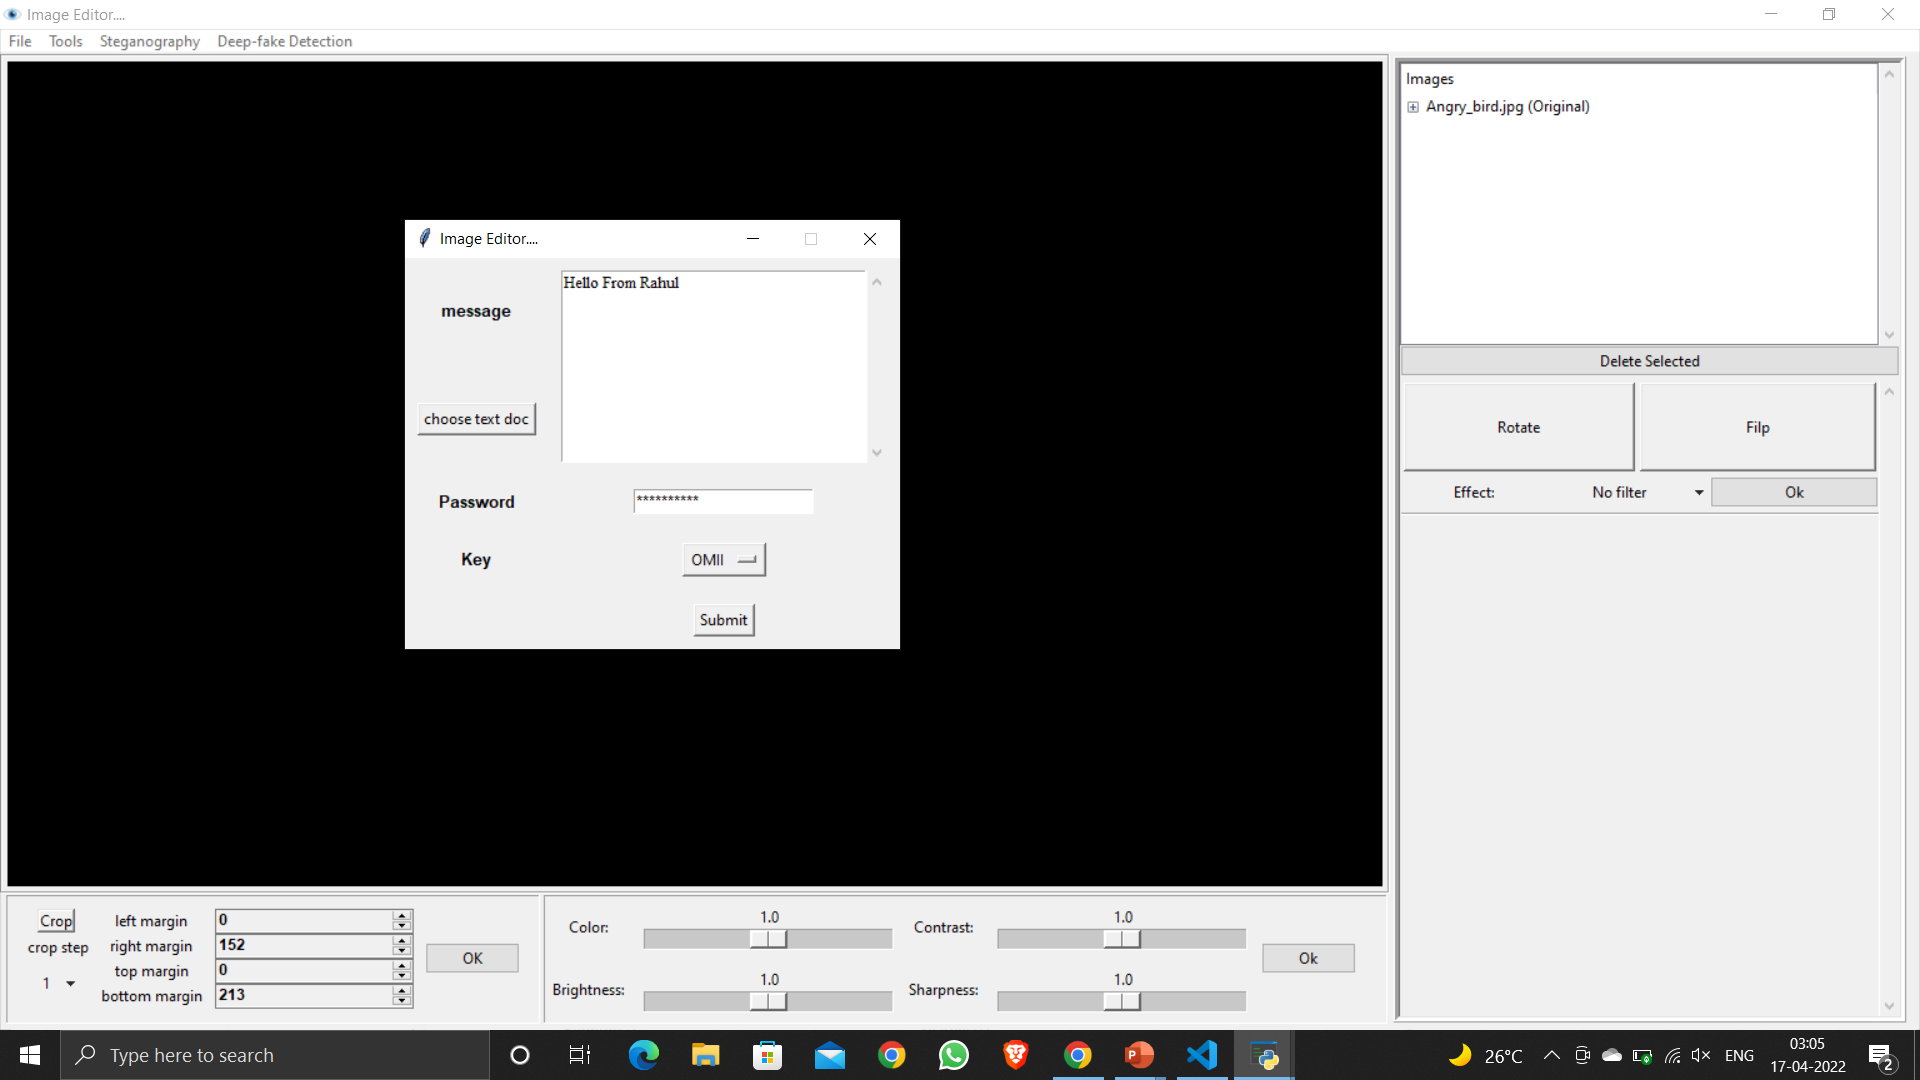 Image Editor....
File Tools Steganography Deep-fake Detection
Images
Angry_bird.jpg (Original)
Image Editor....
message
Hello From Rahul
choose text doc
Password
**********
Key
OMII
Submit
Delete Selected
Rotate
Filp
Effect:
No filter
Ok
Crop
crop step
1
left margin
0
right margin
152
top margin
0
bottom margin
213
OK
Color:
1.0
Contrast:
1.0
Brightness:
1.0
Sharpness:
1.0
Ok
Type here to search
26°C
ENG
03:05
17-04-2022
2